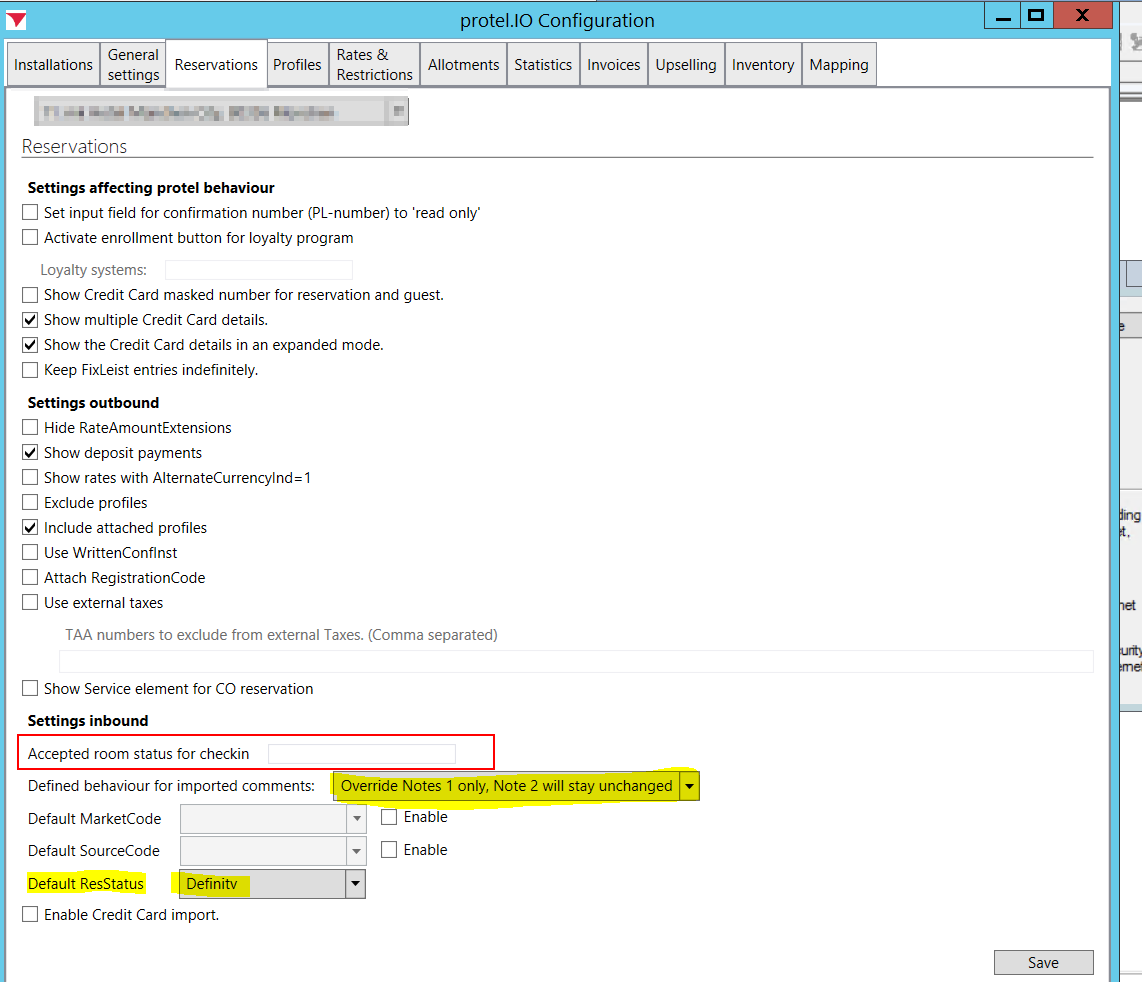 protel.IO Configuration
Installations
General settings
Reservations
Profiles
Rates & Restrictions
Allotments
Statistics
Invoices
Upselling
Inventory
Mapping
Reservations
Settings affecting protel behaviour
Set input field for confirmation number (PL-number) to 'read only'
Activate enrollment button for loyalty program
Loyalty systems:
Show Credit Card masked number for reservation and guest.
Show multiple Credit Card details.
Show the Credit Card details in an expanded mode.
Keep FixLeist entries indefinitely.
Settings outbound
Hide RateAmountExtensions
Show deposit payments
Show rates with AlternateCurrencyInd=1
Exclude profiles
Include attached profiles
Use WrittenConfInst
Attach RegistrationCode
Use external taxes
TAA numbers to exclude from external Taxes. (Comma separated)
Show Service element for CO reservation
Settings inbound
Accepted room status for checkin
Defined behaviour for imported comments: Override Notes 1 only, Note 2 will stay unchanged
Default MarketCode Enable
Default SourceCode Enable
Default ResStatus Definitv
Enable Credit Card import.
Save